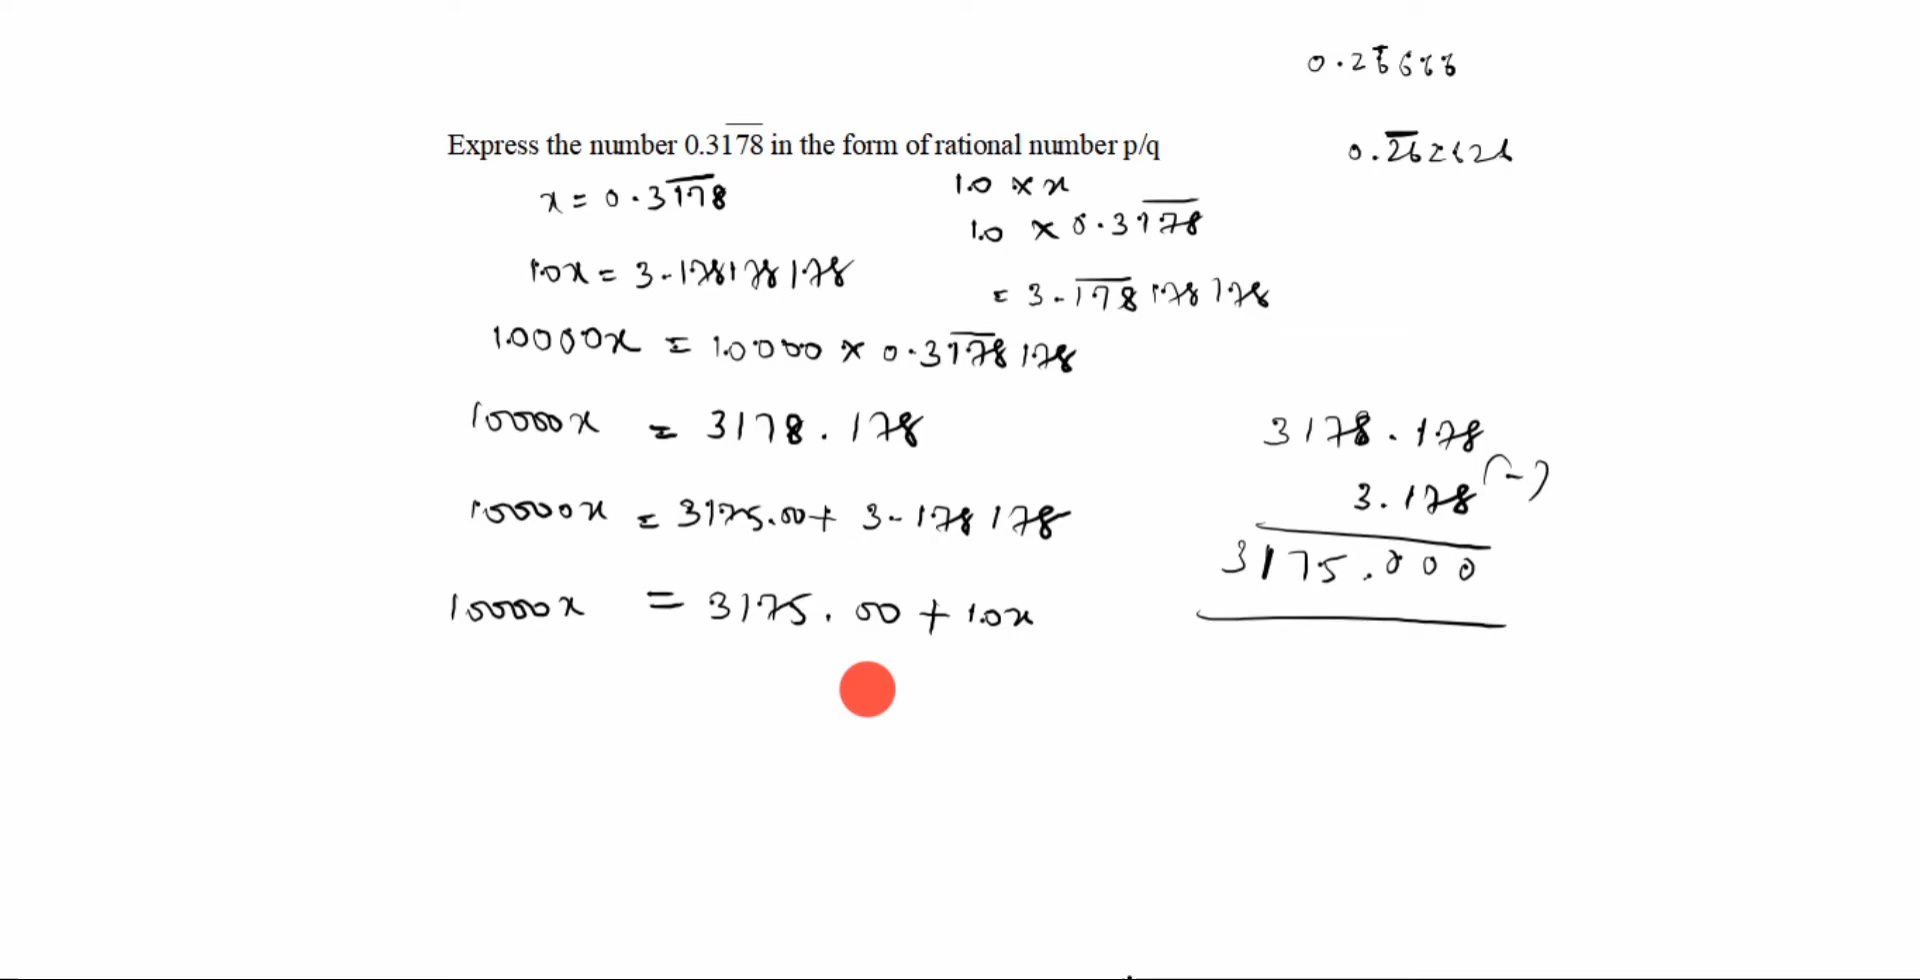 0.26666
Express the number 0.3178 in the form of rational number p/q
0.262626
x = 0.3178
10 × x
10 × 0.3178
10x = 3.178178178
= 3.178178178
10000x = 10000 × 0.3178178
10000x = 3178.178
3178.178
10000x = 3175.00 + 3.178178
3.178 (-)
3175.000
10000x = 3175.00 + 10x